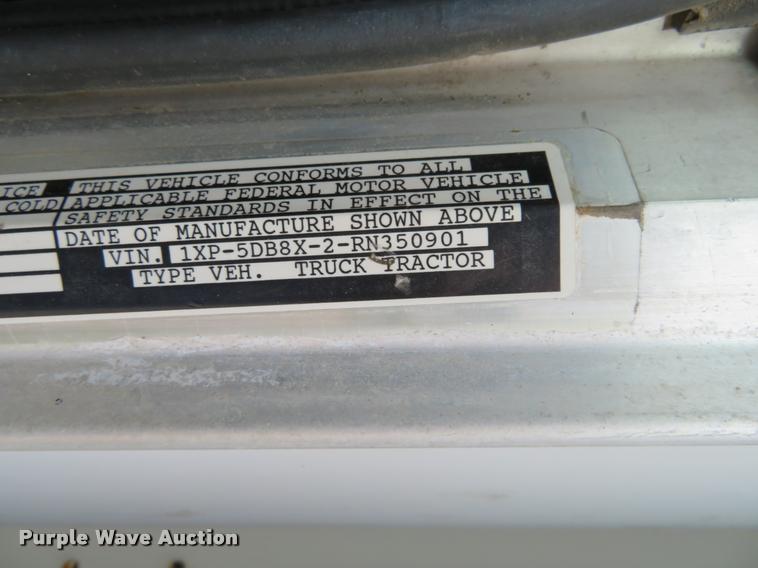 ICE THIS VEHICLE CONFORMS TO ALL
COLD APPLICABLE FEDERAL MOTOR VEHICLE
SAFETY STANDARDS IN EFFECT ON THE
DATE OF MANUFACTURE SHOWN ABOVE
VIN. 1XP-5DB8X-2-RN350901
TYPE VEH. TRUCK TRACTOR
Purple Wave Auction